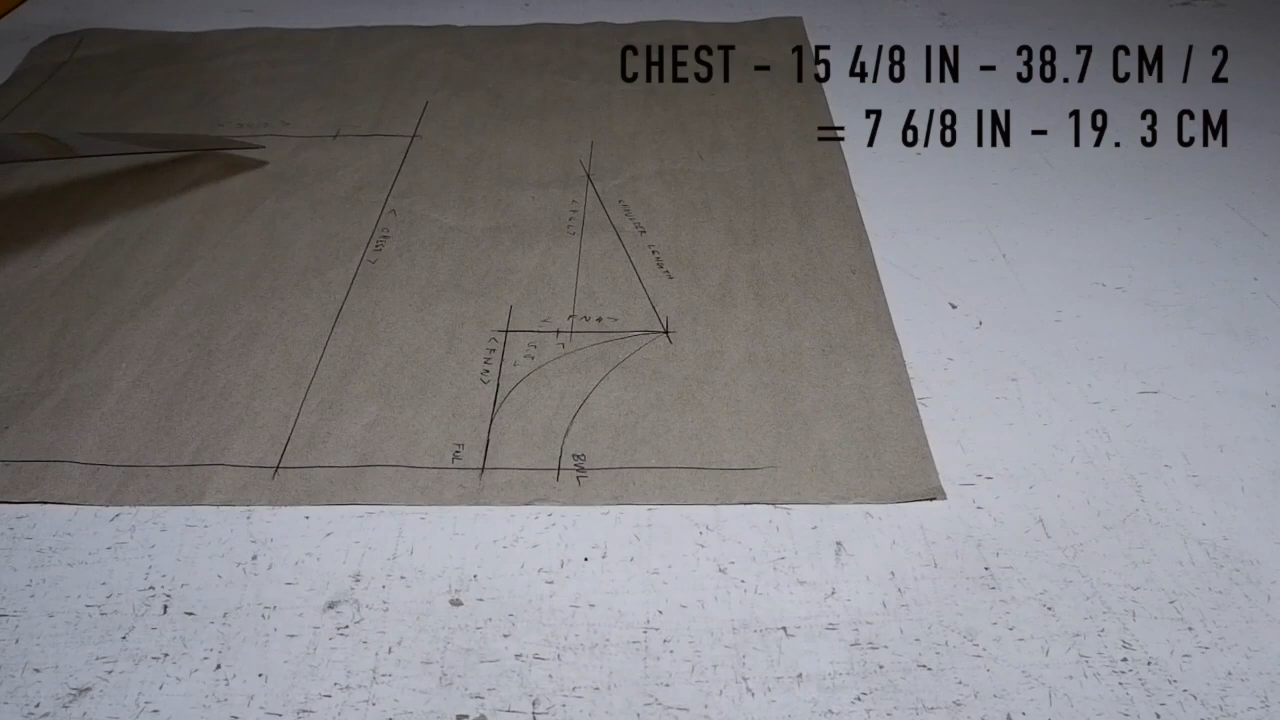 CHEST - 15 4/8 IN - 38.7 CM / 2
= 7 6/8 IN - 19. 3 CM
< CHEST >
SHOULDER LENGTH
<FNN>
FNL
BNL